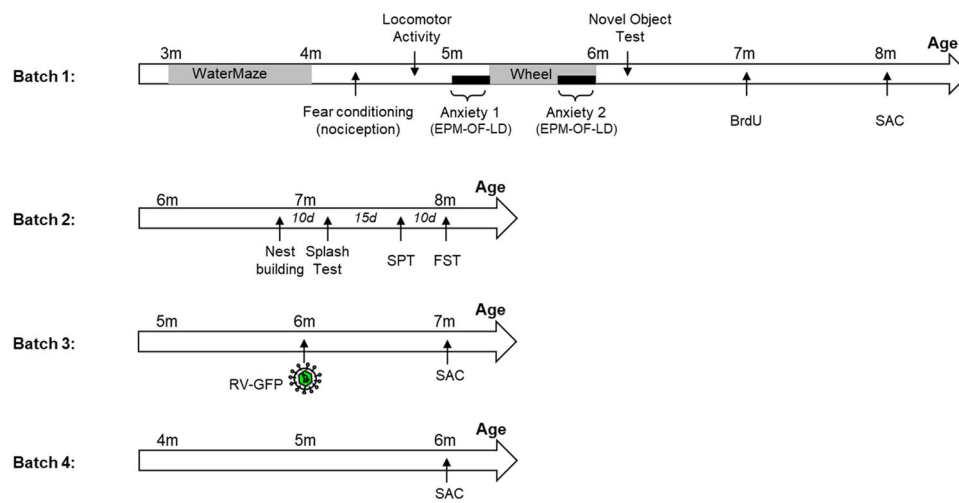 Locomotor
Activity
Novel Object
Test
3m 4m 5m 6m 7m 8m Age
Batch 1:
WaterMaze Wheel
Fear conditioning
(nociception)
Anxiety 1
(EPM-OF-LD)
Anxiety 2
(EPM-OF-LD)
BrdU
SAC
6m 7m 8m Age
Batch 2:
10d 15d 10d
Nest
building
Splash
Test
SPT
FST
5m 6m 7m Age
Batch 3:
RV-GFP
SAC
4m 5m 6m Age
Batch 4:
SAC